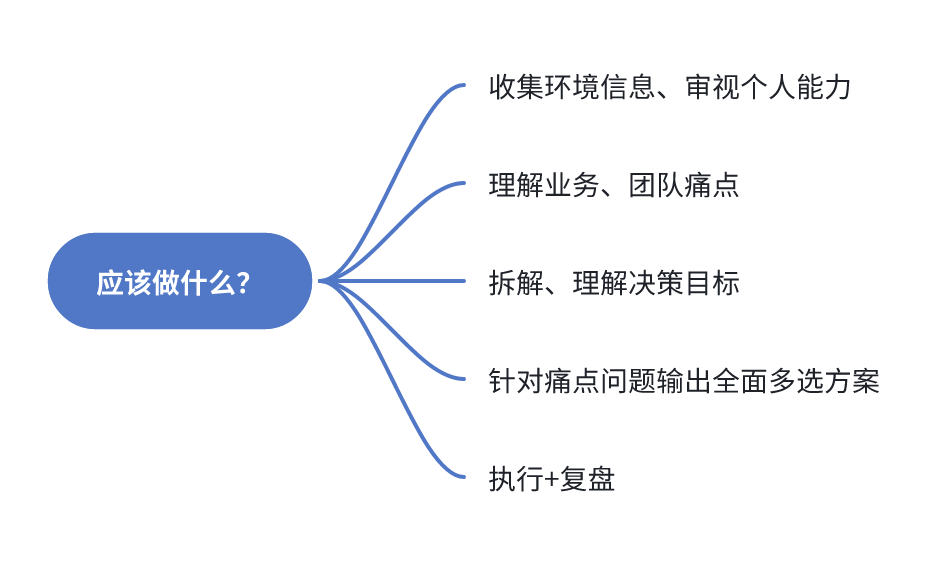 收集环境信息、审视个人能力
理解业务、团队痛点
应该做什么？
拆解、理解决策目标
针对痛点问题输出全面多选方案
执行+复盘